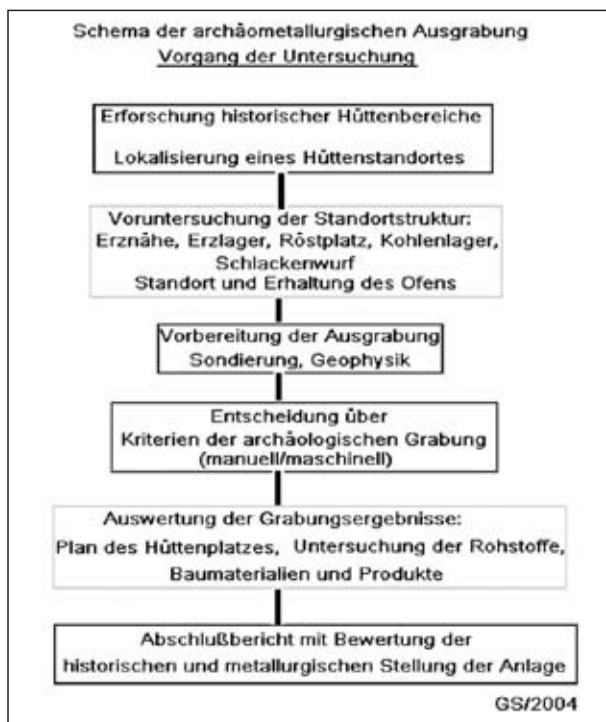 Schema der archäometallurgischen Ausgrabung
Vorgang der Untersuchung
Erforschung historischer Hüttenbereiche
Lokalisierung eines Hüttenstandortes
Voruntersuchung der Standortstruktur:
Erznähe, Erzlager, Röstplatz, Kohlenlager,
Schlackenwurf
Standort und Erhaltung des Ofens
Vorbereitung der Ausgrabung
Sondierung, Geophysik
Entscheidung über
Kriterien der archäologischen Grabung
(manuell/maschinell)
Auswertung der Grabungsergebnisse:
Plan des Hüttenplatzes, Untersuchung der Rohstoffe,
Baumaterialien und Produkte
Abschlußbericht mit Bewertung der
historischen und metallurgischen Stellung der Anlage
GS/2004